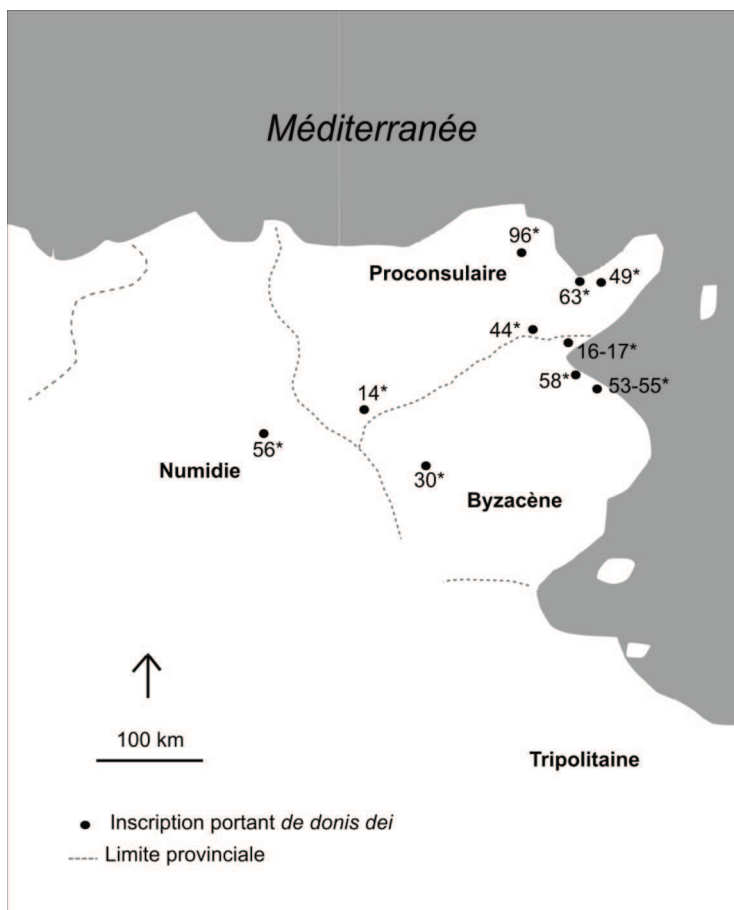 Méditerranée
96*
Proconsulaire
49*
63*
44*
16-17*
58*
53-55*
14*
56*
Numidie
30*
Byzacène
100 km
Tripolitaine
Inscription portant de donis dei
Limite provinciale